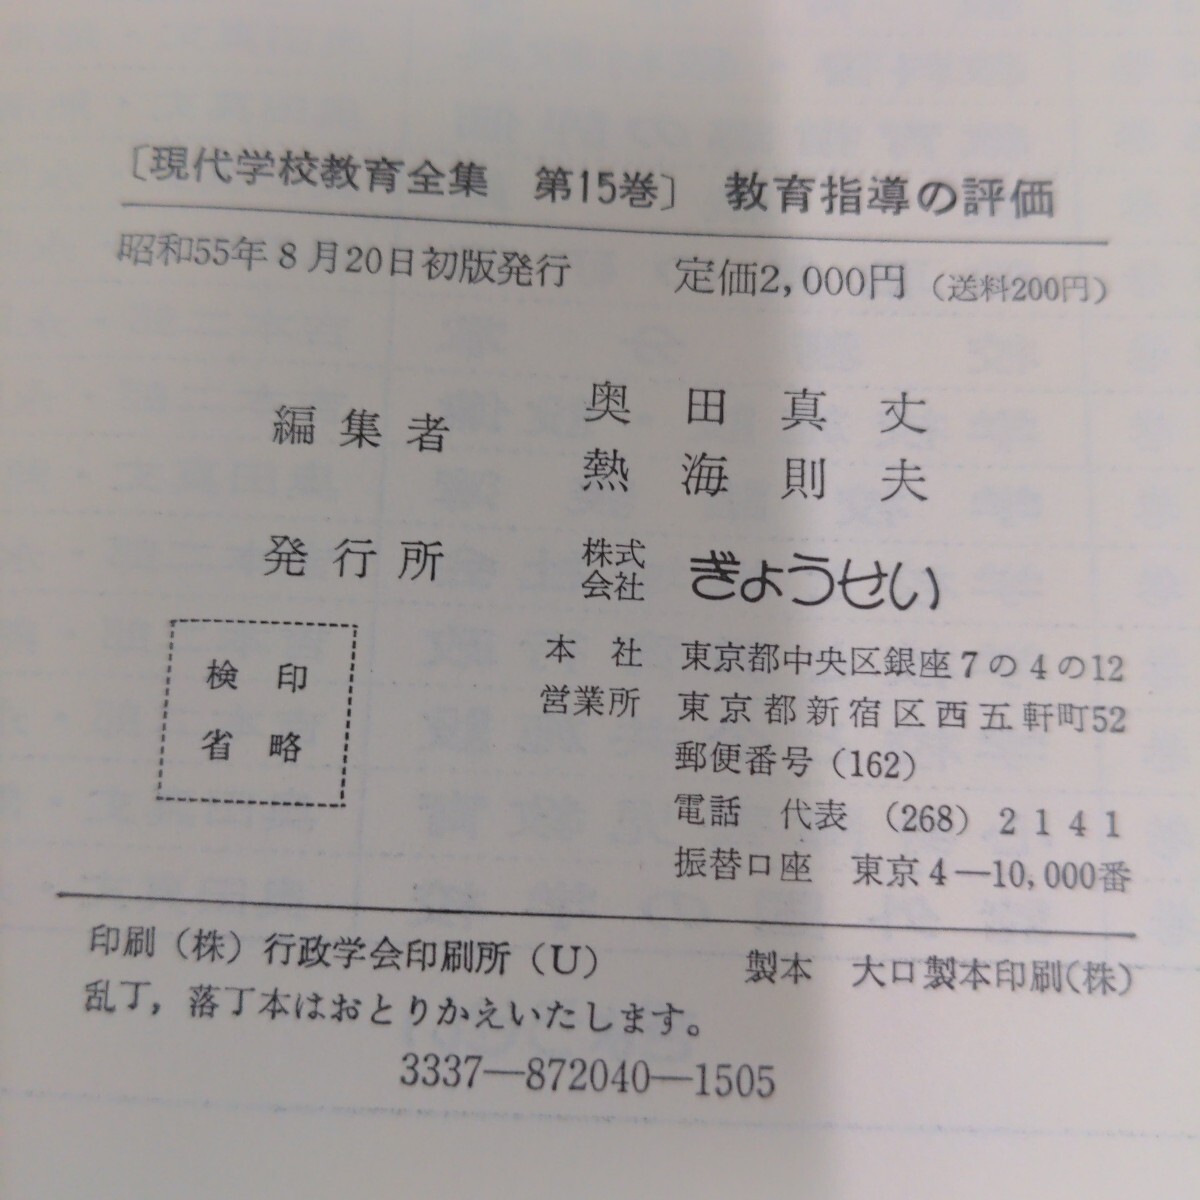 〔現代学校教育全集　第15巻〕　教育指導の評価
昭和55年8月20日初版発行　定価2,000円（送料200円）
編集者　奥田真丈
熱海則夫
発行所　株式会社　ぎょうせい
本社　東京都中央区銀座7の4の12
営業所　東京都新宿区西五軒町52
郵便番号（162）
電話　代表　（268）2141
振替口座　東京4―10,000番
検印
省略
印刷（株）行政学会印刷所（U）　製本　大口製本印刷（株）
乱丁，落丁本はおとりかえいたします。
3337―872040―1505